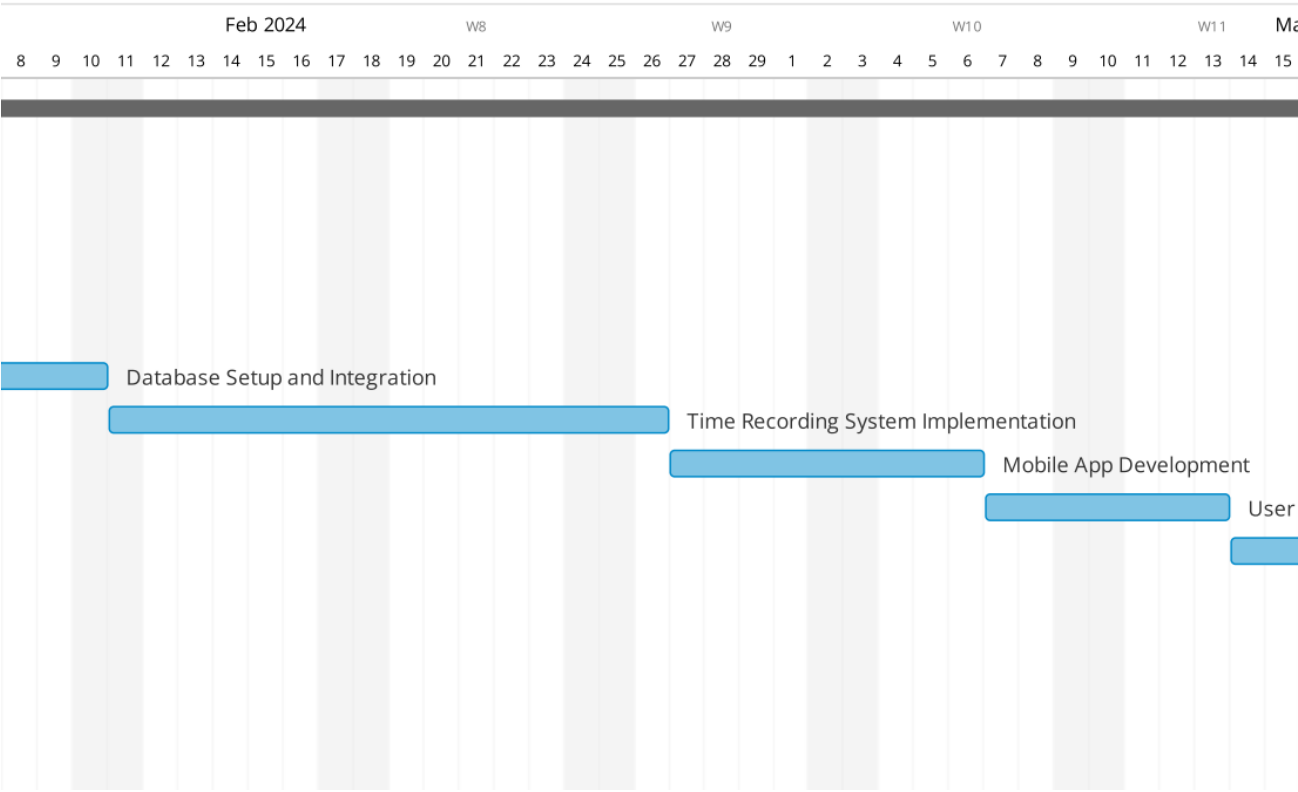 Feb 2024 W8 W9 W10 W11
8 9 10 11 12 13 14 15 16 17 18 19 20 21 22 23 24 25 26 27 28 29 1 2 3 4 5 6 7 8 9 10 11 12 13 14 15
Database Setup and Integration
Time Recording System Implementation
Mobile App Development
User